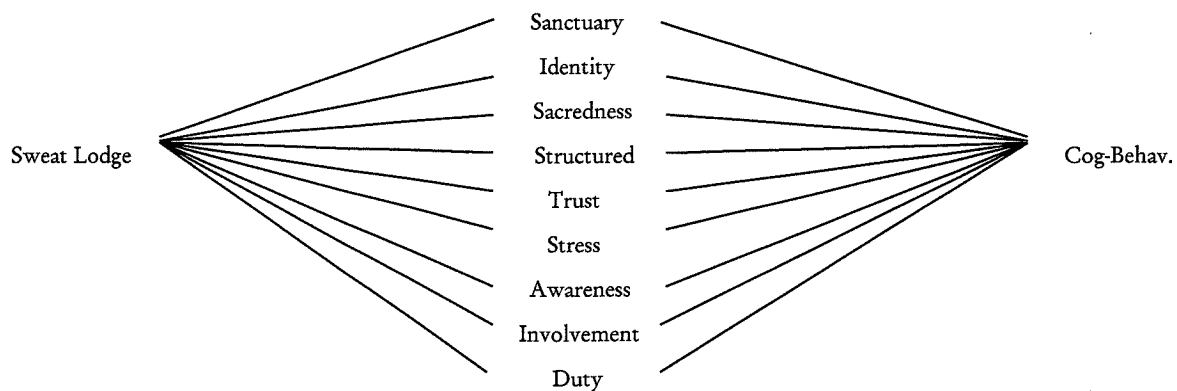 Sanctuary
Identity
Sacredness
Sweat Lodge
Structured
Cog-Behav.
Trust
Stress
Awareness
Involvement
Duty